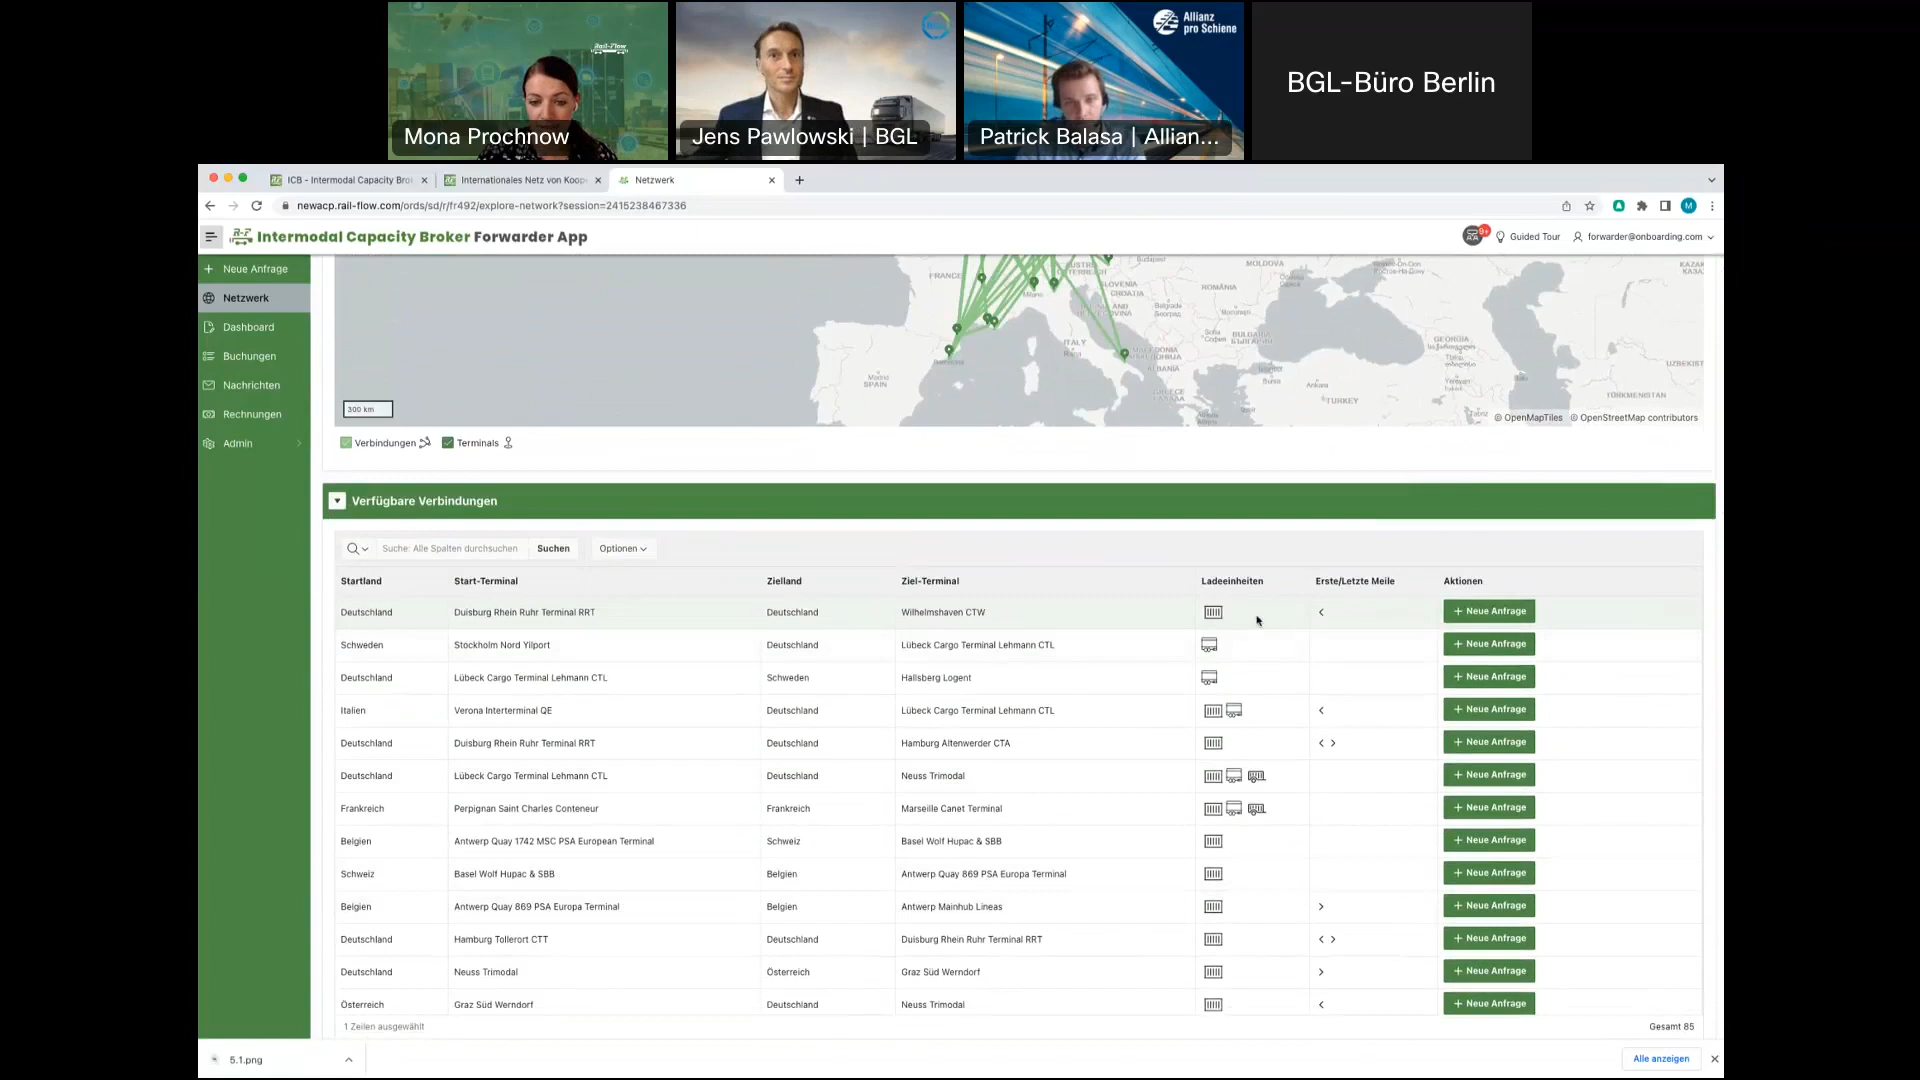 Rail-Flow
Allianz
pro Schiene
Mona Prochnow
Jens Pawlowski | BGL
Patrick Balasa | Allian...
BGL-Büro Berlin
ICB - Intermodal Capacity Bro
Internationales Netz von Koop
Netzwerk
newacp.rail-flow.com/ords/sd/r/fr492/explore-network?session=2415238467336
M
R-F Intermodal Capacity Broker Forwarder App
9+
Guided Tour
forwarder@onboarding.com
Neue Anfrage
Netzwerk
Dashboard
Buchungen
Nachrichten
Rechnungen
Admin
FRANCE
MOLDOVA
ROMÂNIA
ITALY
Roma
SPAIN
Madrid
TURKEY
Ankara
300 km
© OpenMapTiles © OpenStreetMap contributors
Verbindungen Terminals
Verfügbare Verbindungen
Suche: Alle Spalten durchsuchen Suchen Optionen
Startland Start-Terminal Zielland Ziel-Terminal Ladeeinheiten Erste/Letzte Meile Aktionen
Deutschland Duisburg Rhein Ruhr Terminal RRT Deutschland Wilhelmshaven CTW < + Neue Anfrage
Schweden Stockholm Nord Yilport Deutschland Lübeck Cargo Terminal Lehmann CTL + Neue Anfrage
Deutschland Lübeck Cargo Terminal Lehmann CTL Schweden Hallsberg Logent + Neue Anfrage
Italien Verona Interterminal QE Deutschland Lübeck Cargo Terminal Lehmann CTL < + Neue Anfrage
Deutschland Duisburg Rhein Ruhr Terminal RRT Deutschland Hamburg Altenwerder CTA < > + Neue Anfrage
Deutschland Lübeck Cargo Terminal Lehmann CTL Deutschland Neuss Trimodal + Neue Anfrage
Frankreich Perpignan Saint Charles Conteneur Frankreich Marseille Canet Terminal + Neue Anfrage
Belgien Antwerp Quay 1742 MSC PSA European Terminal Schweiz Basel Wolf Hupac & SBB + Neue Anfrage
Schweiz Basel Wolf Hupac & SBB Belgien Antwerp Quay 869 PSA Europa Terminal + Neue Anfrage
Belgien Antwerp Quay 869 PSA Europa Terminal Belgien Antwerp Mainhub Lineas > + Neue Anfrage
Deutschland Hamburg Tollerort CTT Deutschland Duisburg Rhein Ruhr Terminal RRT < > + Neue Anfrage
Deutschland Neuss Trimodal Österreich Graz Süd Werndorf > + Neue Anfrage
Österreich Graz Süd Werndorf Deutschland Neuss Trimodal < + Neue Anfrage
1 Zeilen ausgewählt Gesamt 85
5.1.png
Alle anzeigen